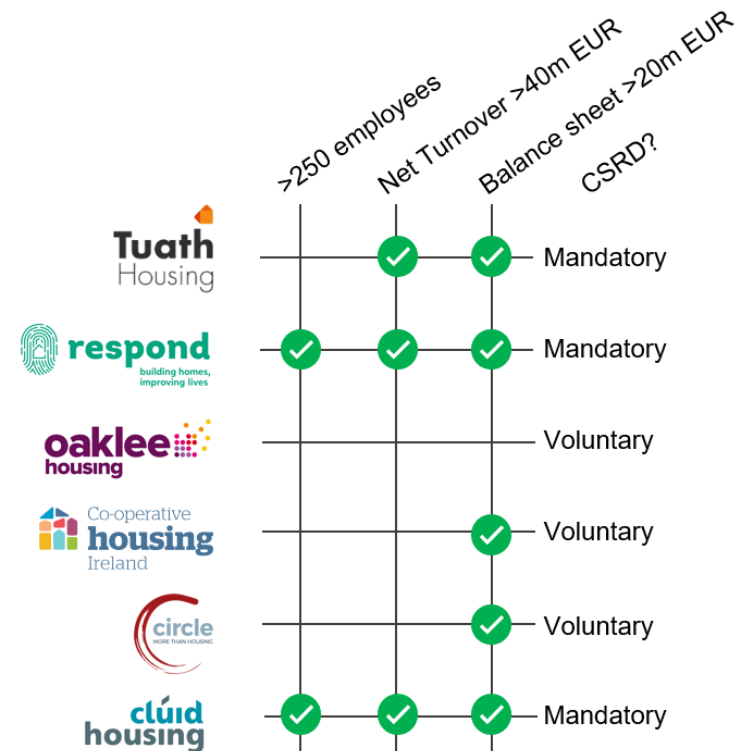 >250 employees
Net Turnover >40m EUR
Balance sheet >20m EUR
CSRD?
Tuath
Housing
Mandatory
respond
building homes,
improving lives
Mandatory
oaklee
housing
Voluntary
Co-operative
housing
Ireland
Voluntary
circle
MORE THAN HOUSING
Voluntary
clúid
housing
Mandatory